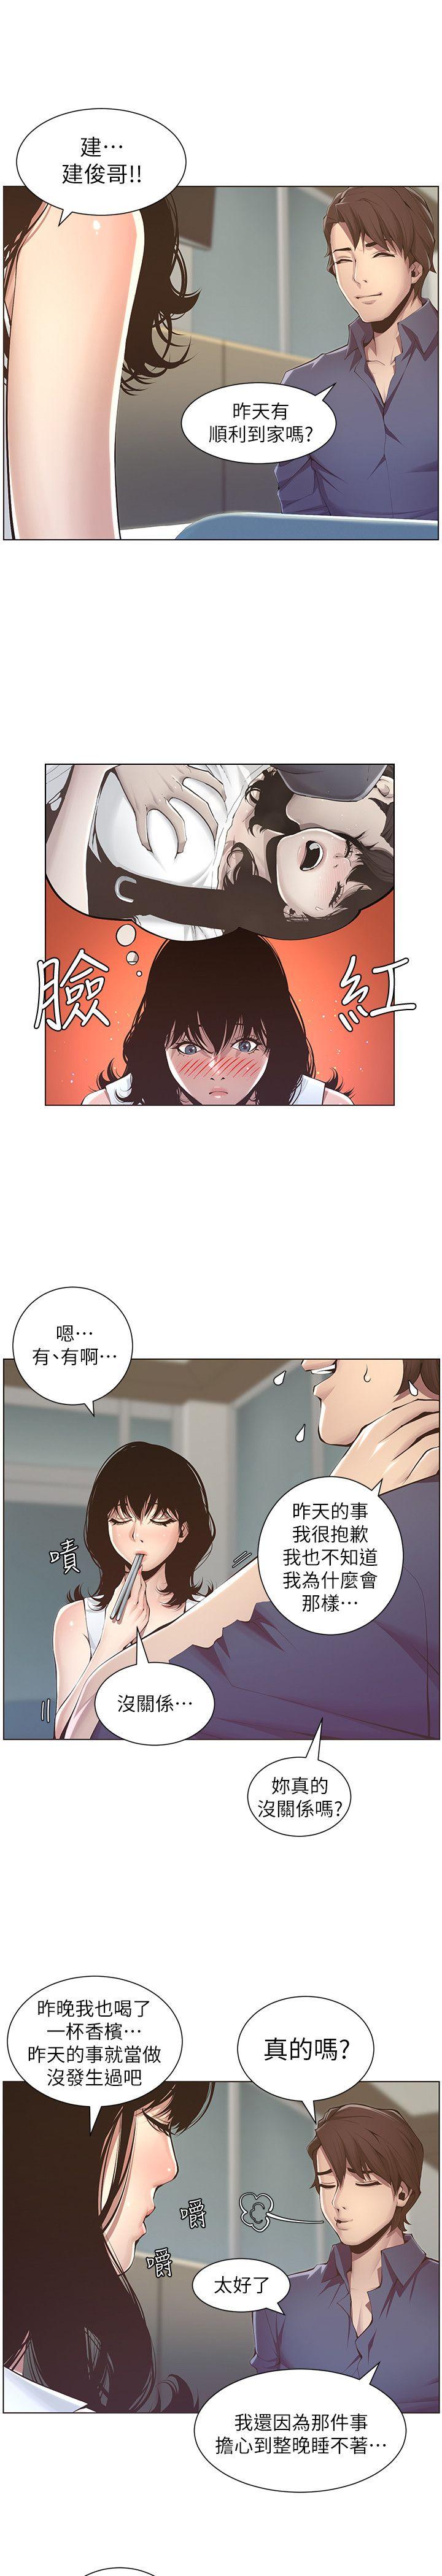 建⋯
建俊哥!!
昨天有
順利到家嗎?
臉紅
嗯⋯
有、有啊⋯
嘖
昨天的事
我很抱歉
我也不知道
我為什麼會
那樣⋯
沒關係⋯
妳真的
沒關係嗎?
昨晚我也喝了
一杯香檳⋯
昨天的事就當做
沒發生過吧
真的嗎?
嚼
嚼
太好了
我還因為那件事
擔心到整晚睡不著⋯